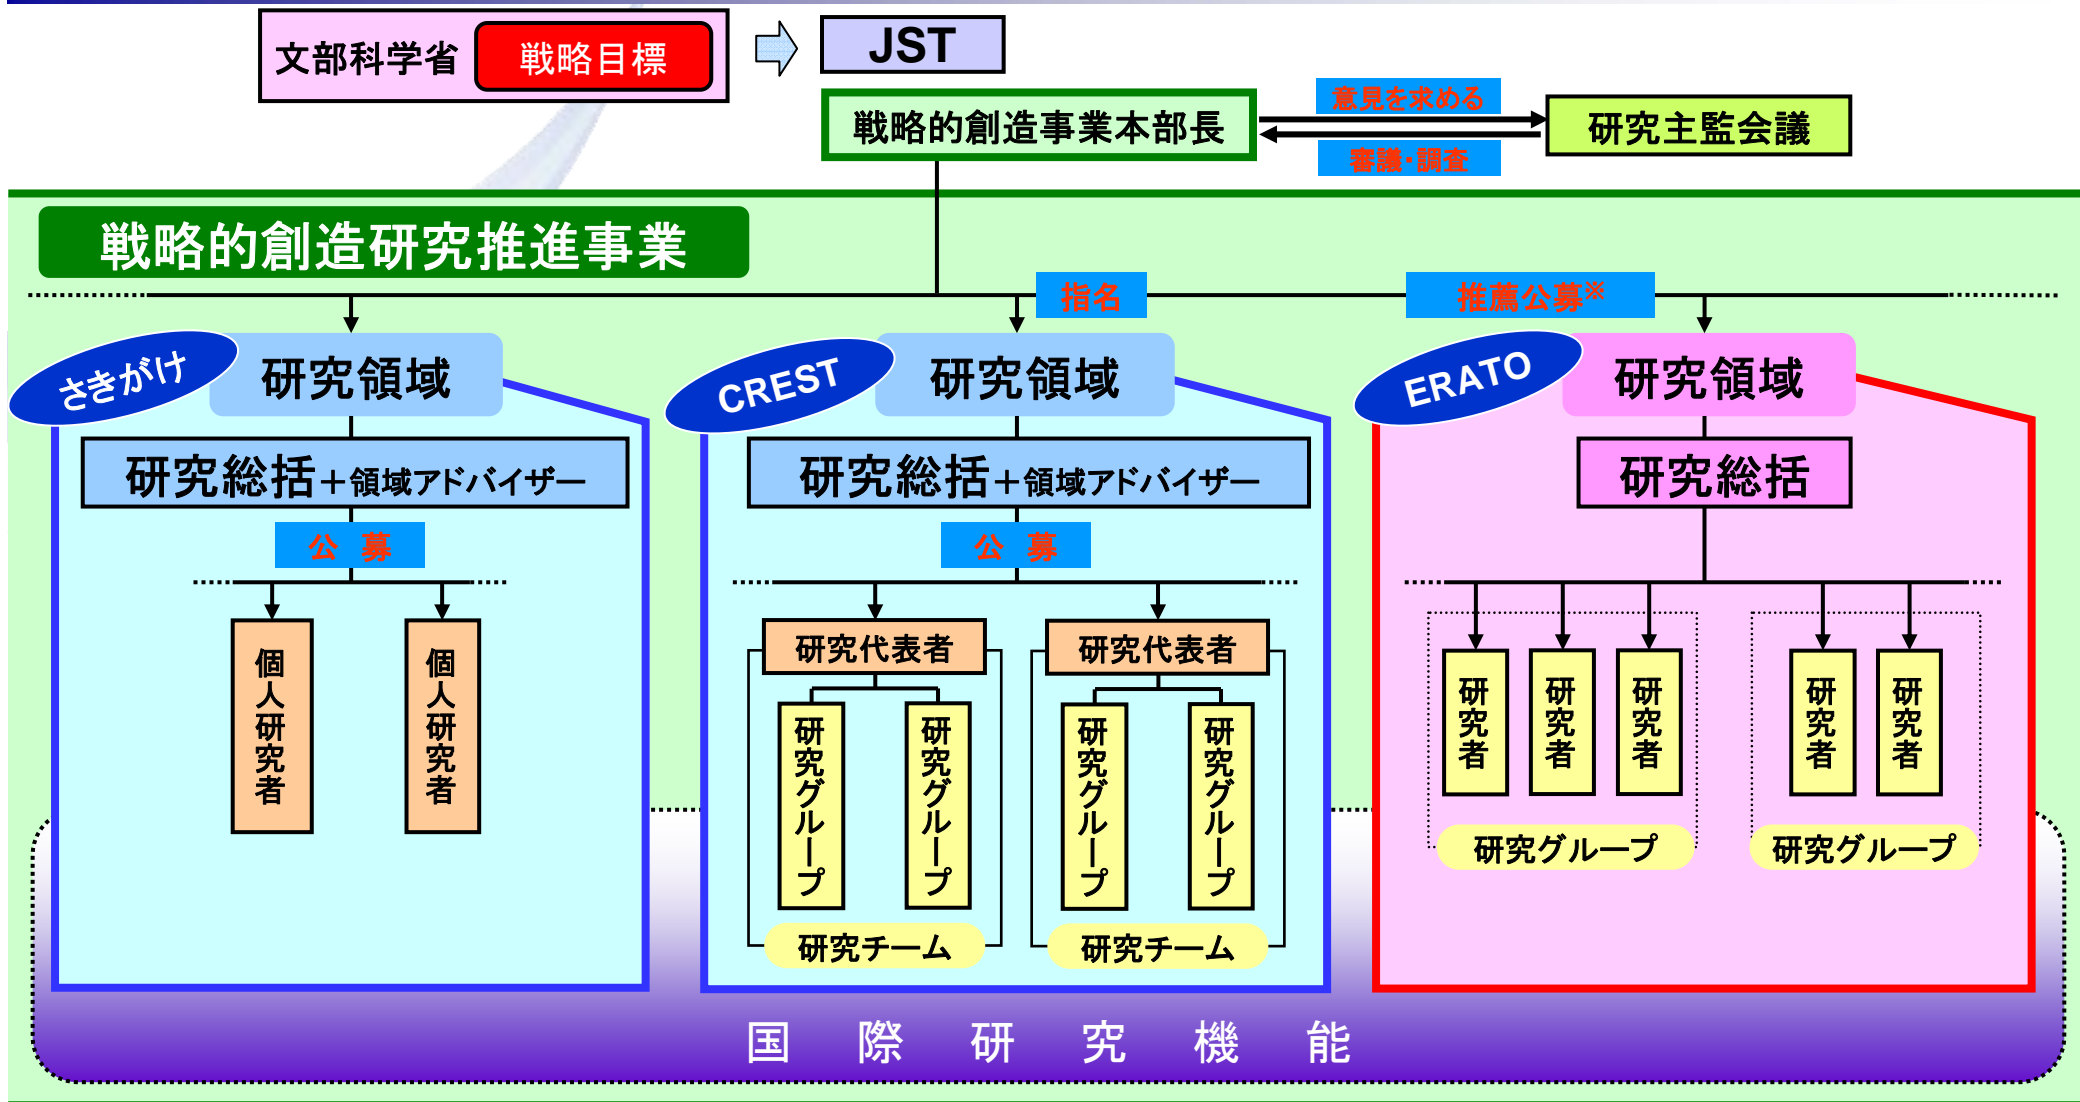 文部科学省
戦略目標
JST
戦略的創造事業本部長
意見を求める
審議・調査
研究主監会議
戦略的創造研究推進事業
指名
推薦公募※
さきがけ
研究領域
研究総括+領域アドバイザー
公 募
個人研究者
個人研究者
CREST
研究領域
研究総括+領域アドバイザー
公 募
研究代表者
研究グループ
研究グループ
研究チーム
研究代表者
研究グループ
研究グループ
研究チーム
ERATO
研究領域
研究総括
研究者
研究者
研究者
研究グループ
研究者
研究者
研究グループ
国 際 研 究 機 能